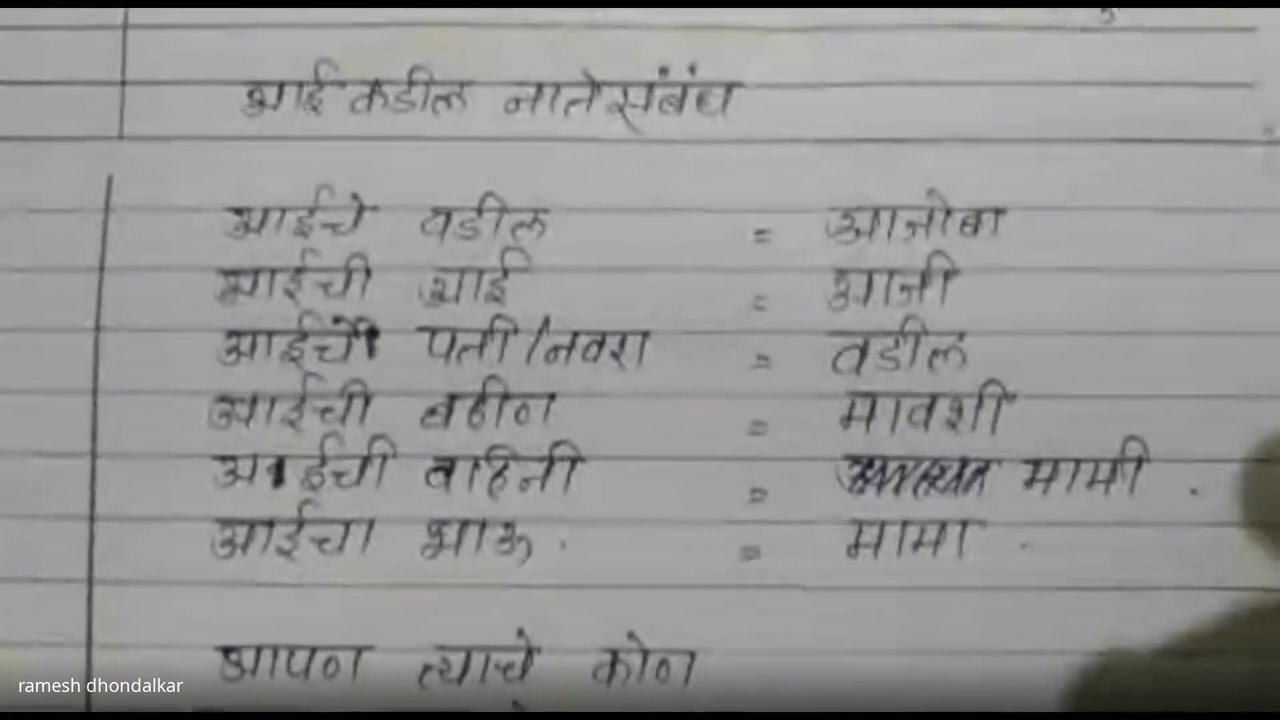 आईकडील नातेसंबंध
आईचे वडील = आजोबा
आईची आई = आजी
आईचे पती/नवरा = वडील
आईची बहीण = मावशी
आईची वाहिनी = मामी .
आईचा भाऊ . = मामा .
आपण त्याचे कोण
ramesh dhondalkar